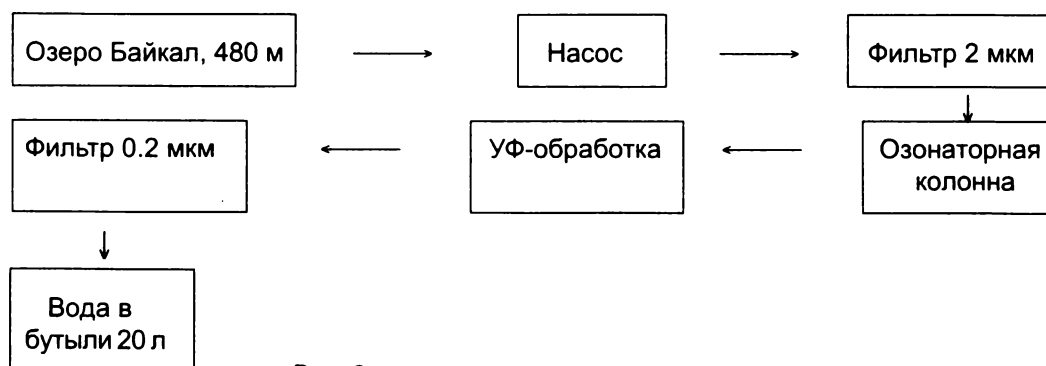 Озеро Байкал, 480 м
Насос
Фильтр 2 мкм
Озонаторная
колонна
УФ-обработка
Фильтр 0.2 мкм
Вода в
бутыли 20 л